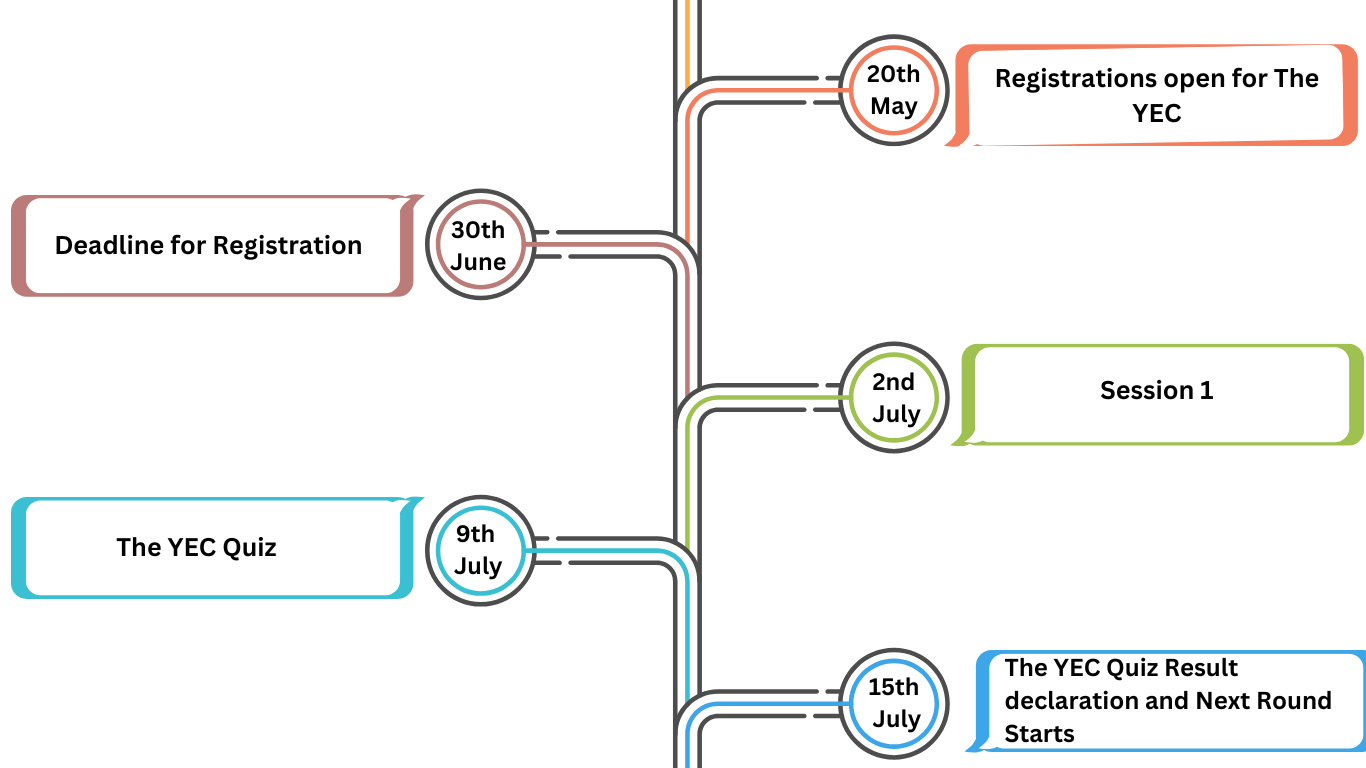 20th
May
Registrations open for The
YEC
Deadline for Registration
30th
June
2nd
July
Session 1
The YEC Quiz
9th
July
15th
July
The YEC Quiz Result
declaration and Next Round
Starts